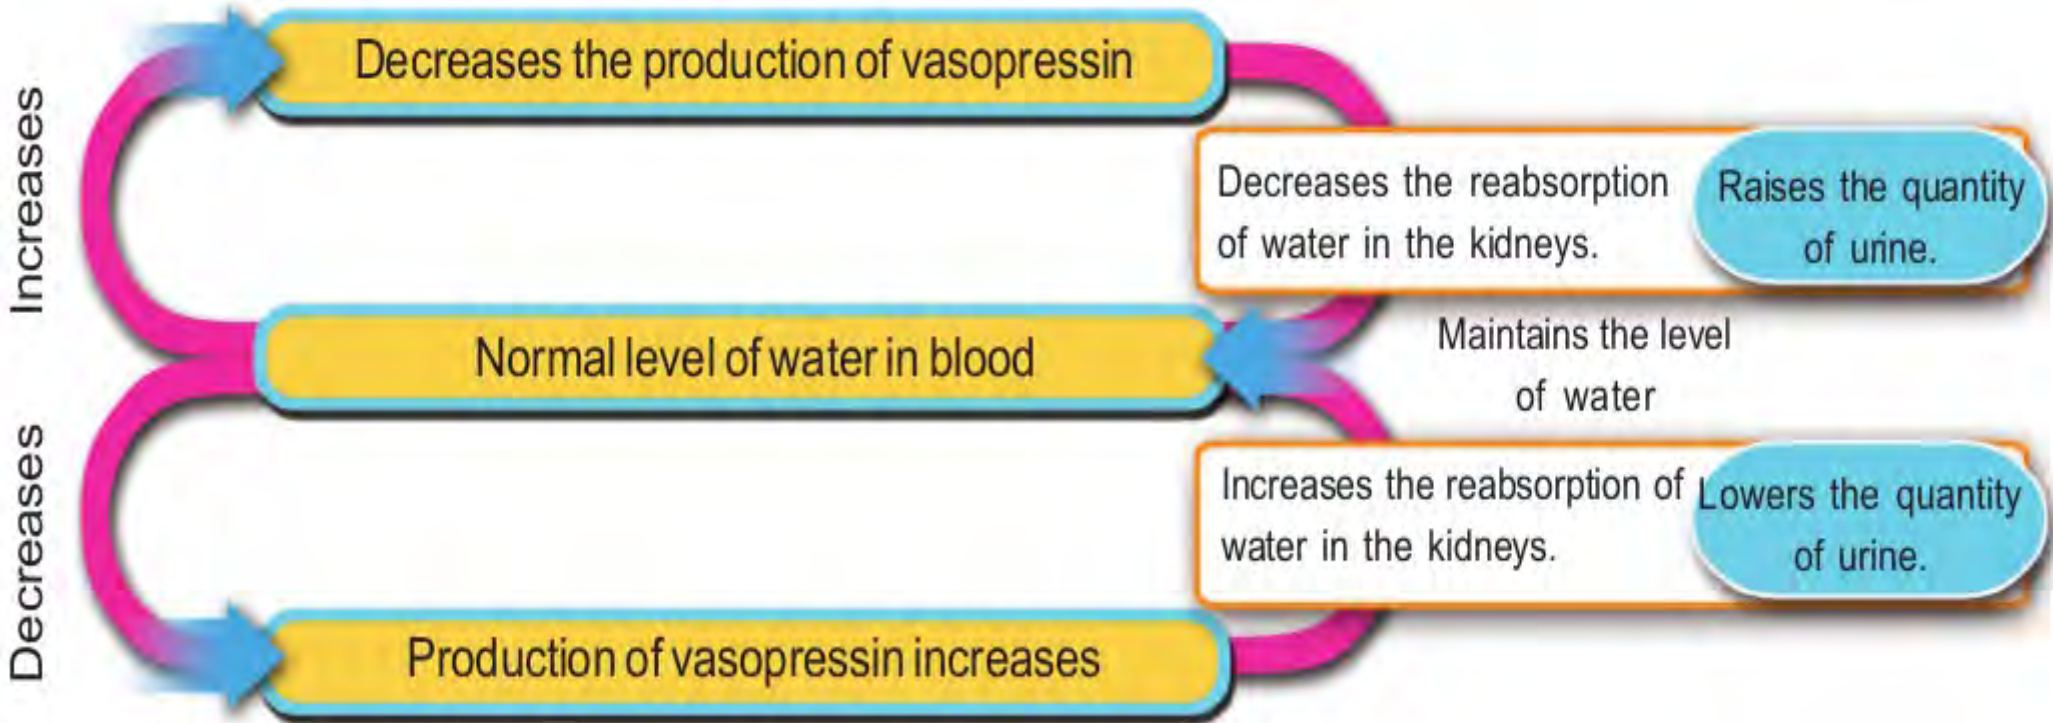 Increases
Decreases the production of vasopressin
Decreases the reabsorption
of water in the kidneys.
Raises the quantity
of urine.
Normal level of water in blood
Maintains the level
of water
Decreases
Increases the reabsorption of
water in the kidneys.
Lowers the quantity
of urine.
Production of vasopressin increases